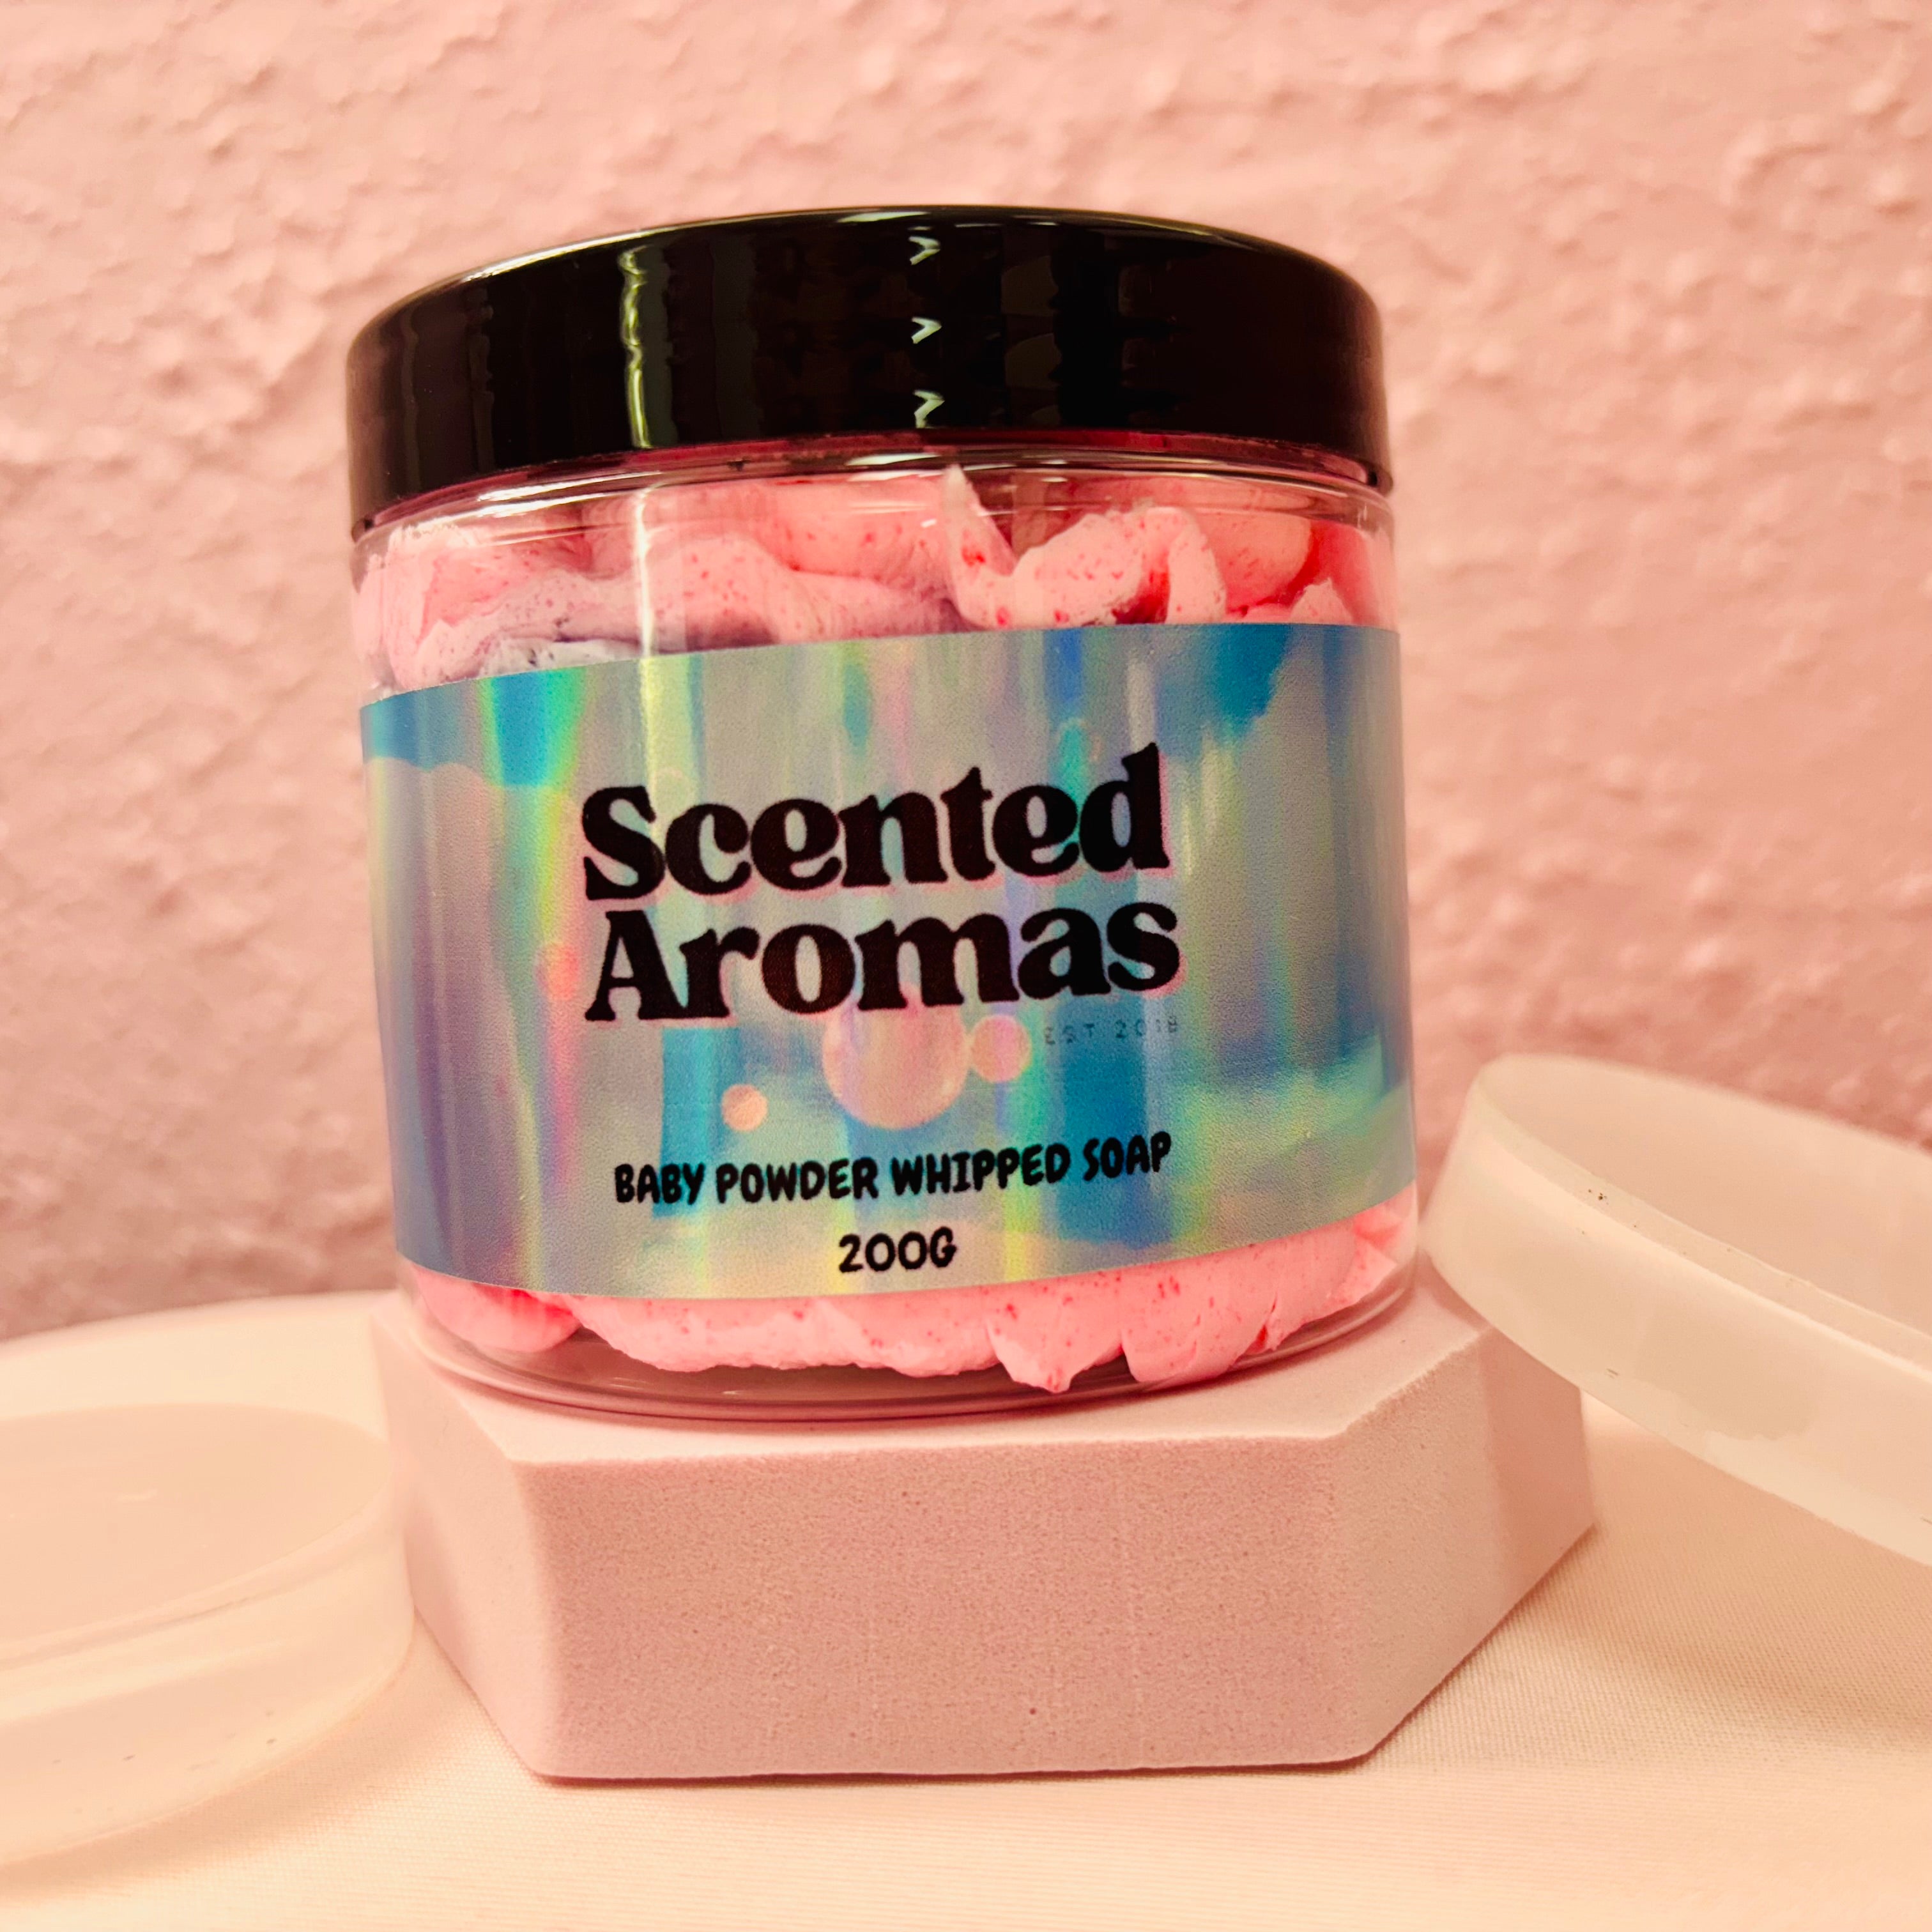 Scented
Aromas
EST 2018
BABY POWDER WHIPPED SOAP
200G